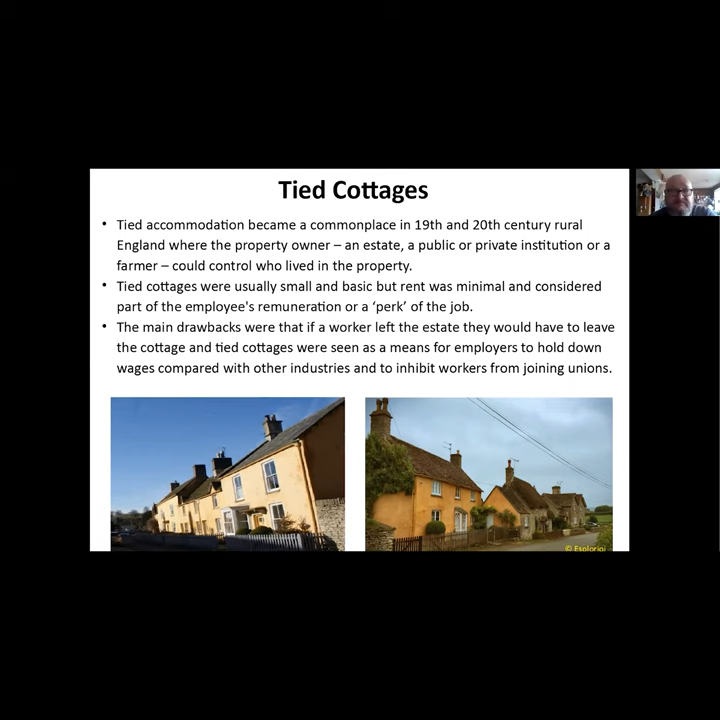 Tied Cottages
• Tied accommodation became a commonplace in 19th and 20th century rural
England where the property owner – an estate, a public or private institution or a
farmer – could control who lived in the property.
• Tied cottages were usually small and basic but rent was minimal and considered
part of the employee's remuneration or a ‘perk’ of the job.
• The main drawbacks were that if a worker left the estate they would have to leave
the cottage and tied cottages were seen as a means for employers to hold down
wages compared with other industries and to inhibit workers from joining unions.
©